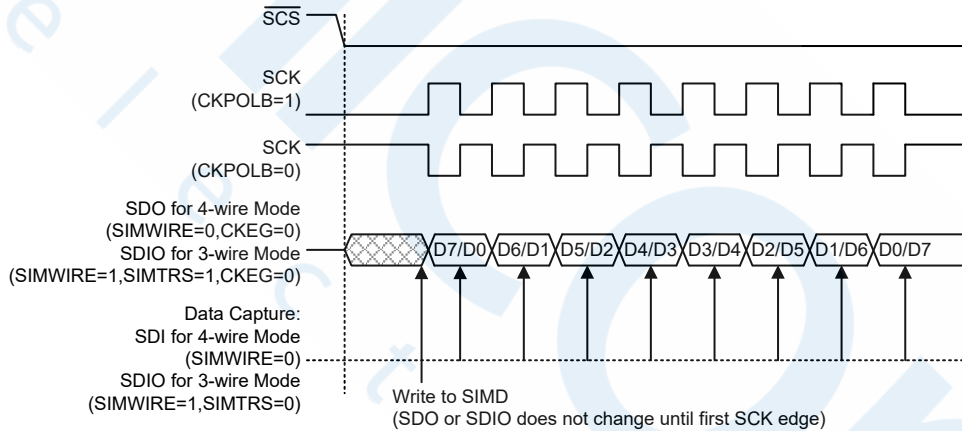 SCS
SCK
(CKPOLB=1)
SCK
(CKPOLB=0)
SDO for 4-wire Mode
(SIMWIRE=0,CKEG=0)
SDIO for 3-wire Mode
(SIMWIRE=1,SIMTRS=1,CKEG=0)
D7/D0 D6/D1 D5/D2 D4/D3 D3/D4 D2/D5 D1/D6 D0/D7
Data Capture:
SDI for 4-wire Mode
(SIMWIRE=0)
SDIO for 3-wire Mode
(SIMWIRE=1,SIMTRS=0)
Write to SIMD
(SDO or SDIO does not change until first SCK edge)